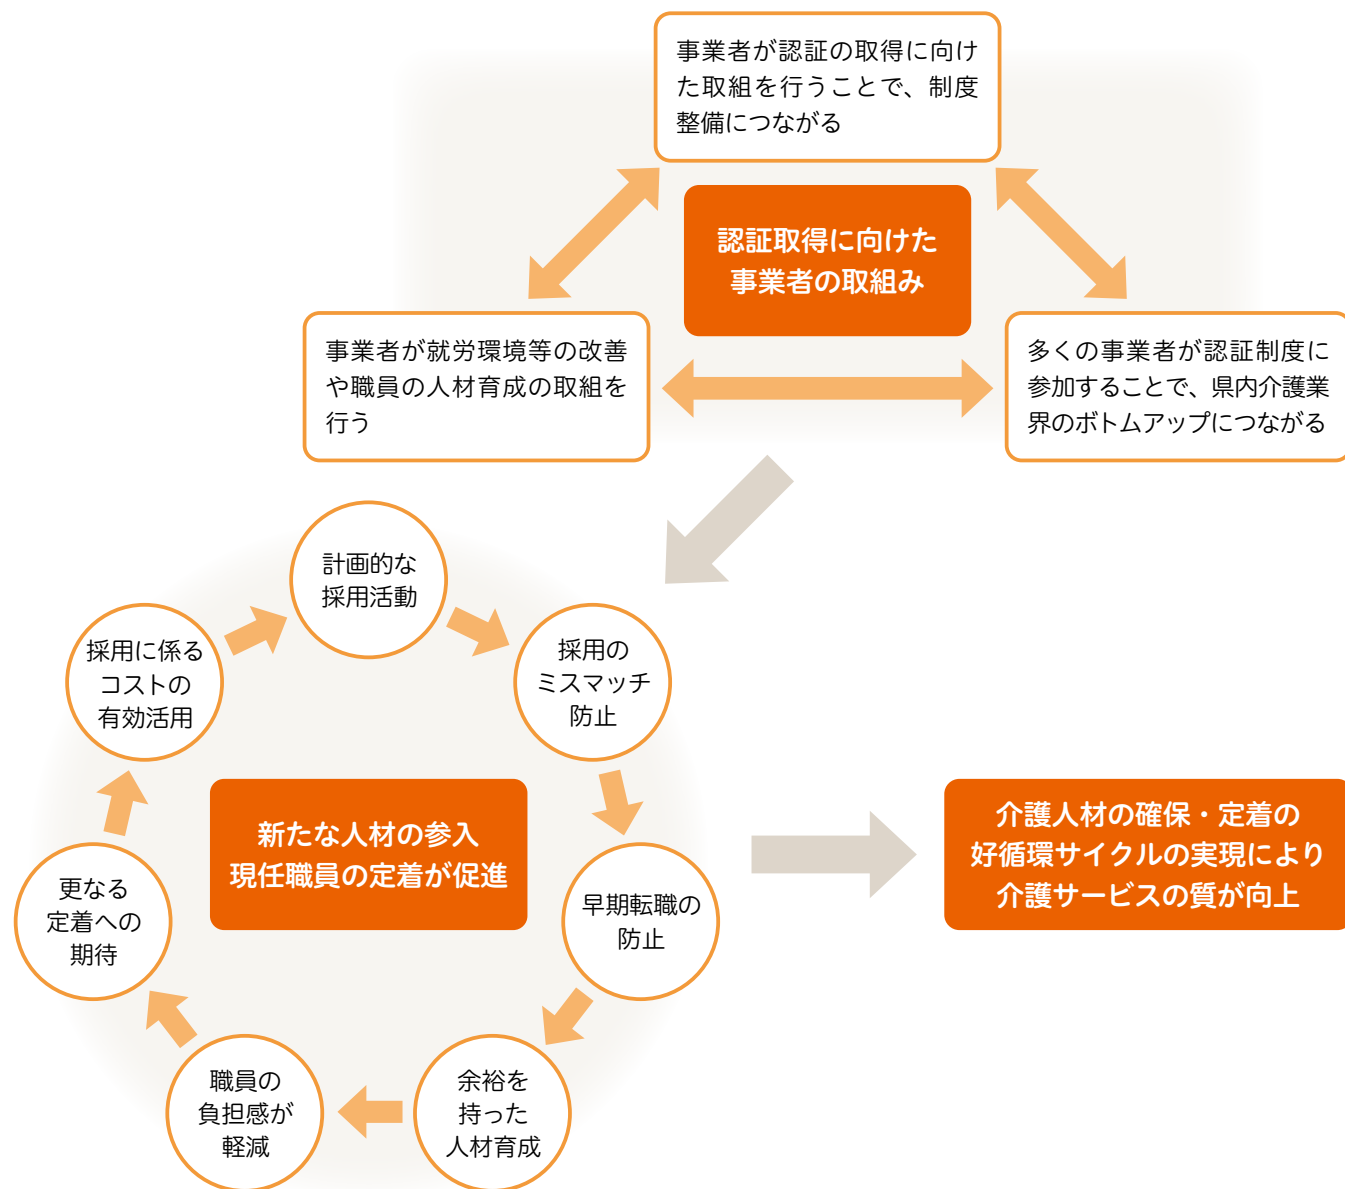 事業者が認証の取得に向け
た取組を行うことで、制度
整備につながる
認証取得に向けた
事業者の取組み
事業者が就労環境等の改善
や職員の人材育成の取組を
行う
多くの事業者が認証制度に
参加することで、県内介護業
界のボトムアップにつながる
計画的な
採用活動
採用の
ミスマッチ
防止
早期転職の
防止
余裕を
持った
人材育成
職員の
負担感が
軽減
更なる
定着への
期待
採用に係る
コストの
有効活用
新たな人材の参入
現任職員の定着が促進
介護人材の確保・定着の
好循環サイクルの実現により
介護サービスの質が向上